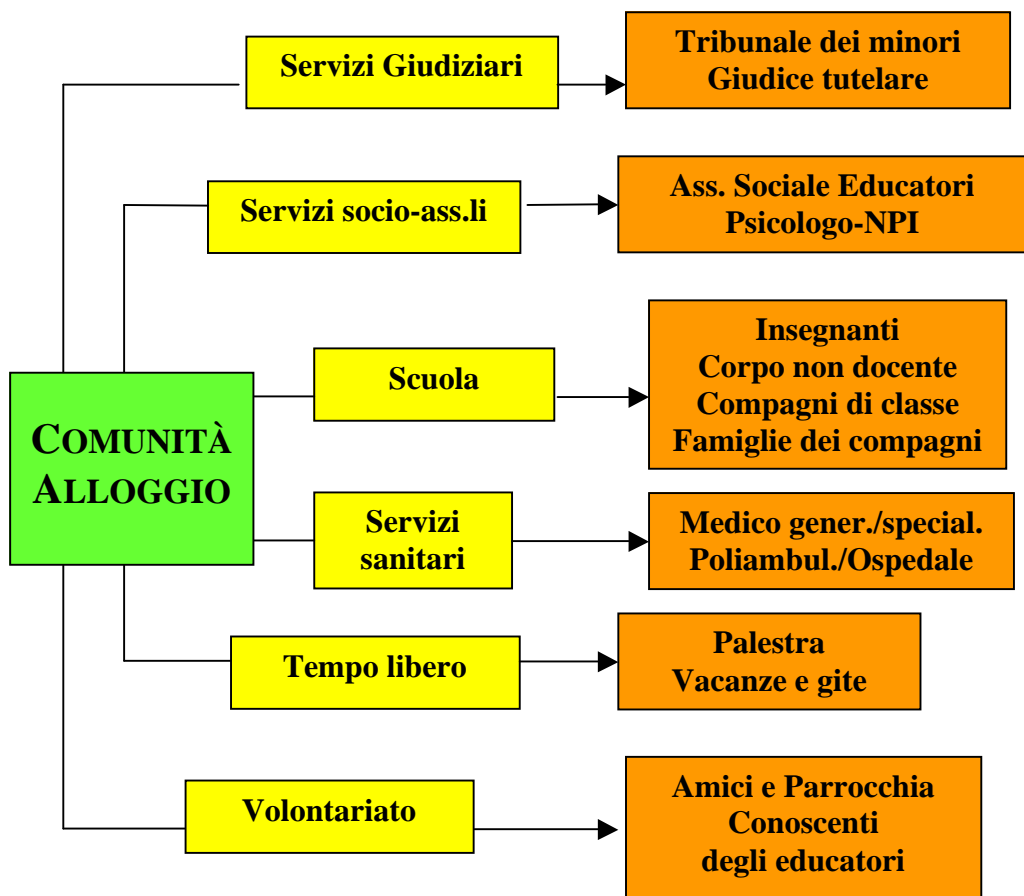 Servizi Giudiziari
Tribunale dei minori
Giudice tutelare
Servizi socio-ass.li
Ass. Sociale Educatori
Psicologo-NPI
Scuola
Insegnanti
Corpo non docente
Compagni di classe
Famiglie dei compagni
COMUNITÀ
ALLOGGIO
Servizi
sanitari
Medico gener./special.
Poliambul./Ospedale
Tempo libero
Palestra
Vacanze e gite
Volontariato
Amici e Parrocchia
Conoscenti
degli educatori